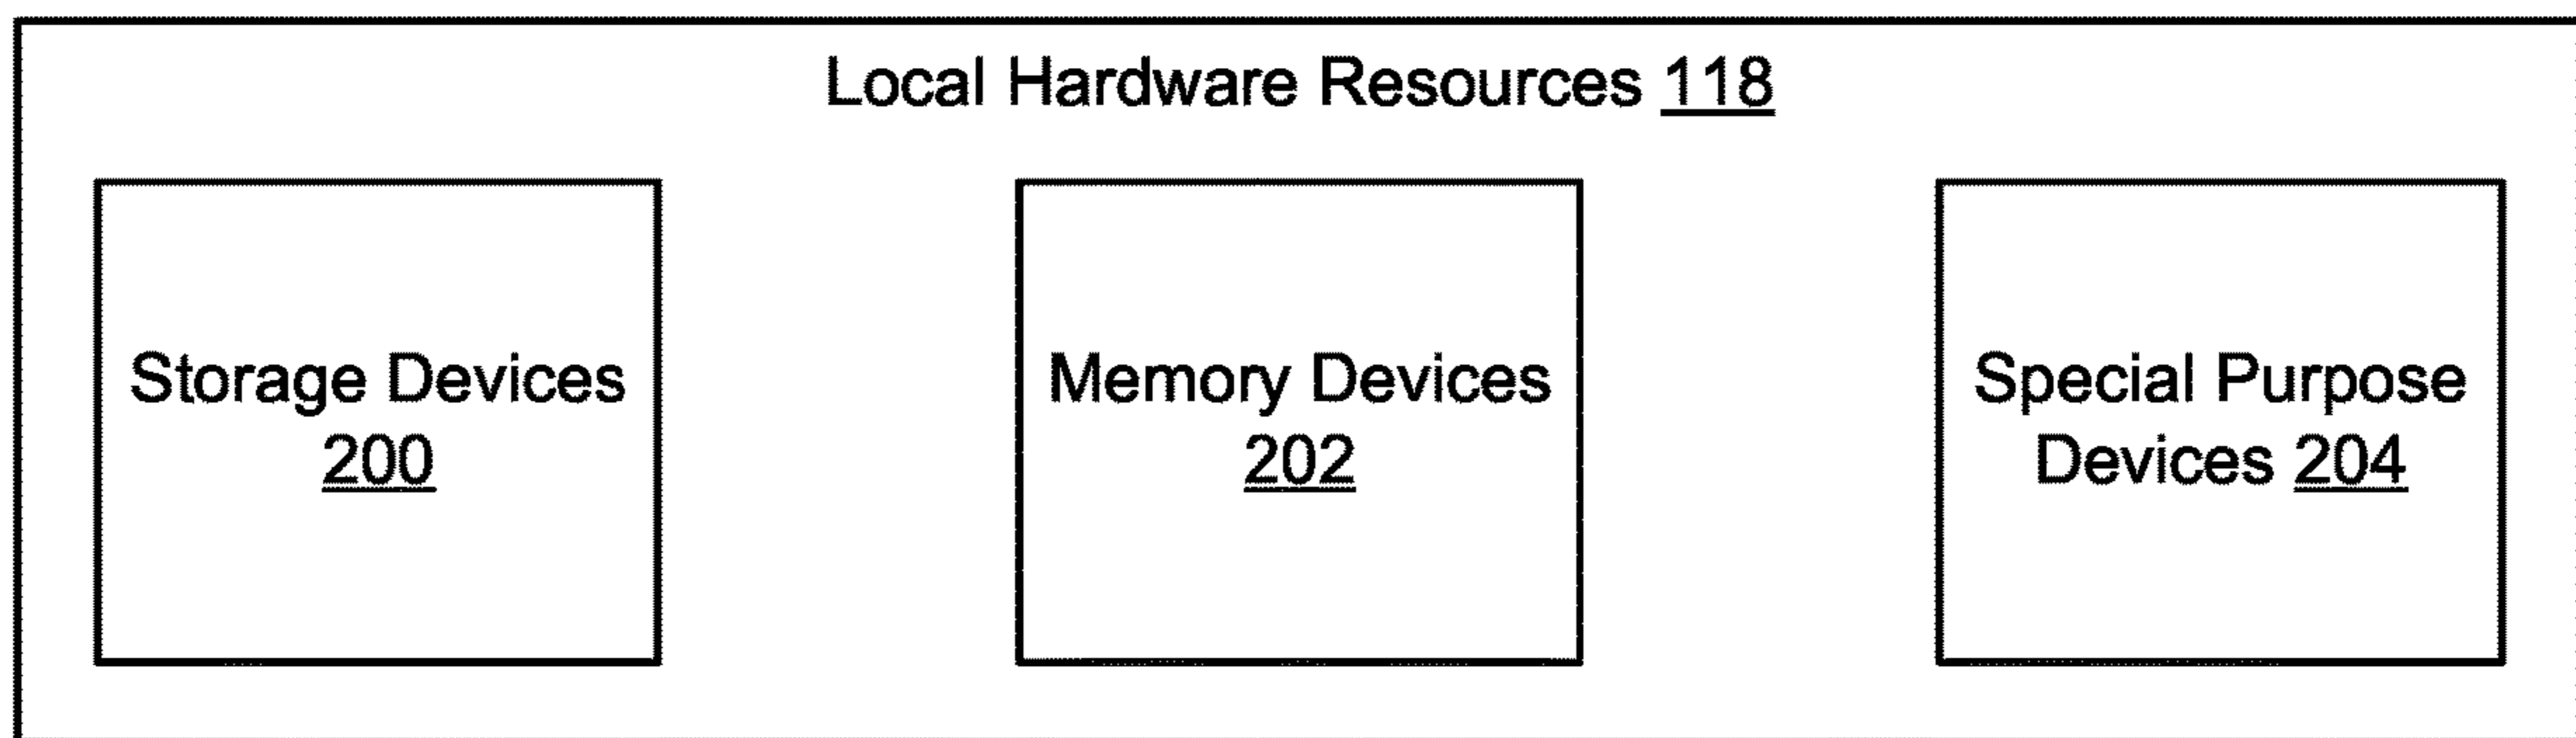 Local Hardware Resources 118
Storage Devices
200
Memory Devices
202
Special Purpose
Devices 204